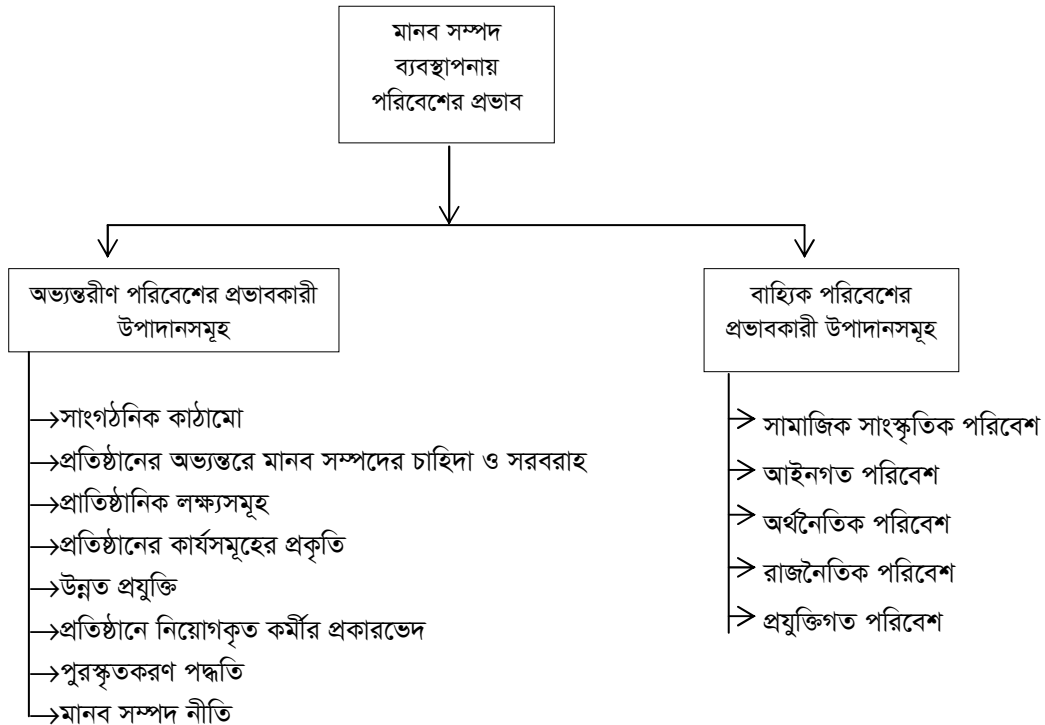 মানব সম্পদ
ব্যবস্থাপনায়
পরিবেশের প্রভাব
অভ্যন্তরীণ পরিবেশের প্রভাবকারী
উপাদানসমূহ
সাংগঠনিক কাঠামো
প্রতিষ্ঠানের অভ্যন্তরে মানব সম্পদের চাহিদা ও সরবরাহ
প্রাতিষ্ঠানিক লক্ষ্যসমূহ
প্রতিষ্ঠানের কার্যসমূহের প্রকৃতি
উন্নত প্রযুক্তি
প্রতিষ্ঠানে নিয়োগকৃত কর্মীর প্রকারভেদ
পুরস্কৃতকরণ পদ্ধতি
মানব সম্পদ নীতি
বাহ্যিক পরিবেশের
প্রভাবকারী উপাদানসমূহ
সামাজিক সাংস্কৃতিক পরিবেশ
আইনগত পরিবেশ
অর্থনৈতিক পরিবেশ
রাজনৈতিক পরিবেশ
প্রযুক্তিগত পরিবেশ